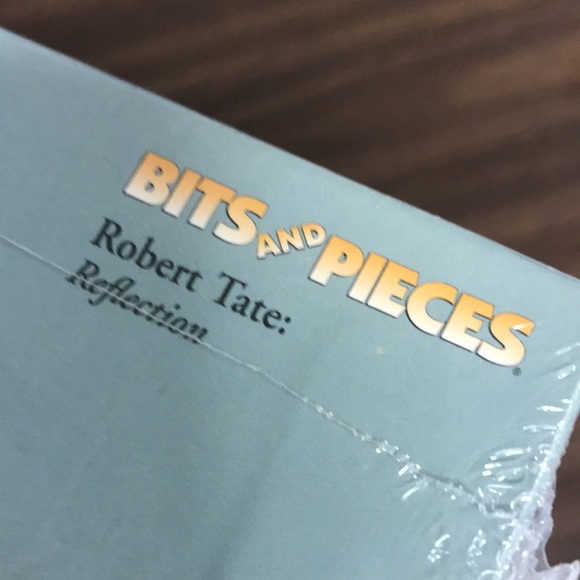 BITS AND PIECES®
Robert Tate:
Reflection